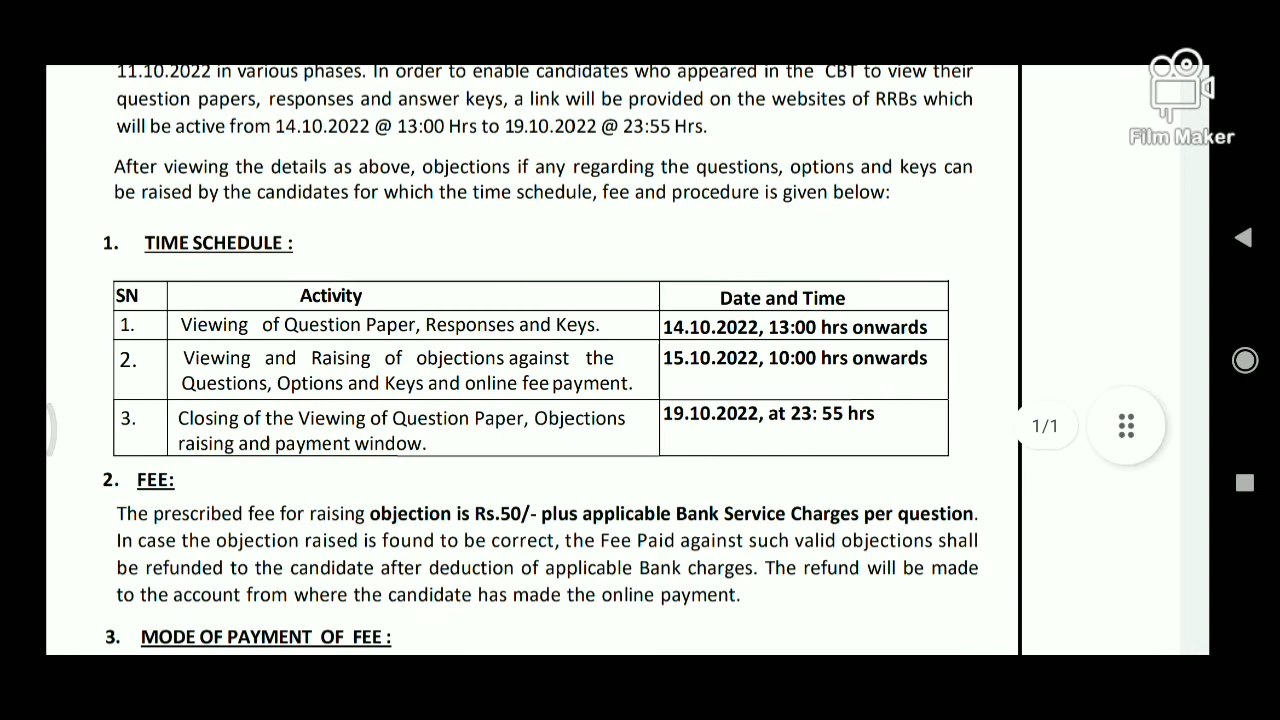 11.10.2022 in various phases. In order to enable candidates who appeared in the CBT to view their
question papers, responses and answer keys, a link will be provided on the websites of RRBs which
will be active from 14.10.2022 @ 13:00 Hrs to 19.10.2022 @ 23:55 Hrs.
Film Maker
After viewing the details as above, objections if any regarding the questions, options and keys can
be raised by the candidates for which the time schedule, fee and procedure is given below:
1. TIME SCHEDULE :
SN Activity Date and Time
1. Viewing of Question Paper, Responses and Keys. 14.10.2022, 13:00 hrs onwards
2. Viewing and Raising of objections against the 15.10.2022, 10:00 hrs onwards
Questions, Options and Keys and online fee payment.
3. Closing of the Viewing of Question Paper, Objections 19.10.2022, at 23: 55 hrs
raising and payment window.
1/1
2. FEE:
The prescribed fee for raising objection is Rs.50/- plus applicable Bank Service Charges per question.
In case the objection raised is found to be correct, the Fee Paid against such valid objections shall
be refunded to the candidate after deduction of applicable Bank charges. The refund will be made
to the account from where the candidate has made the online payment.
3. MODE OF PAYMENT OF FEE :